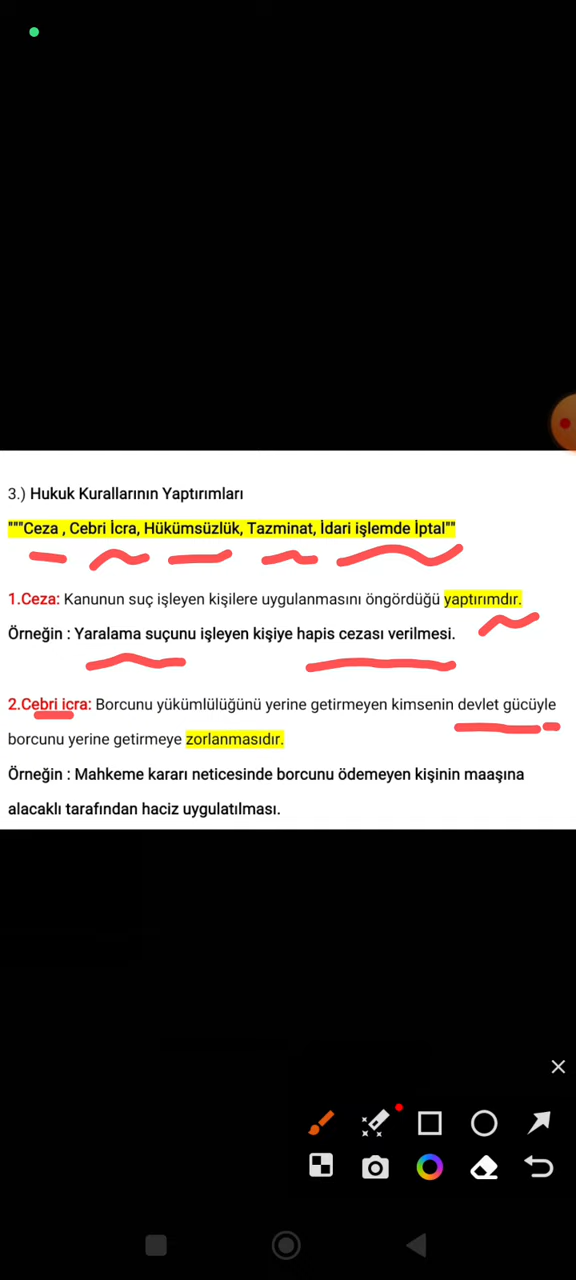 3.) Hukuk Kurallarının Yaptırımları
"""Ceza , Cebri İcra, Hükümsüzlük, Tazminat, İdari işlemde İptal""
1.Ceza: Kanunun suç işleyen kişilere uygulanmasını öngördüğü yaptırımdır.
Örneğin : Yaralama suçunu işleyen kişiye hapis cezası verilmesi.
2.Cebri icra: Borcunu yükümlülüğünü yerine getirmeyen kimsenin devlet gücüyle
borcunu yerine getirmeye zorlanmasıdır.
Örneğin : Mahkeme kararı neticesinde borcunu ödemeyen kişinin maaşına
alacaklı tarafından haciz uygulatılması.